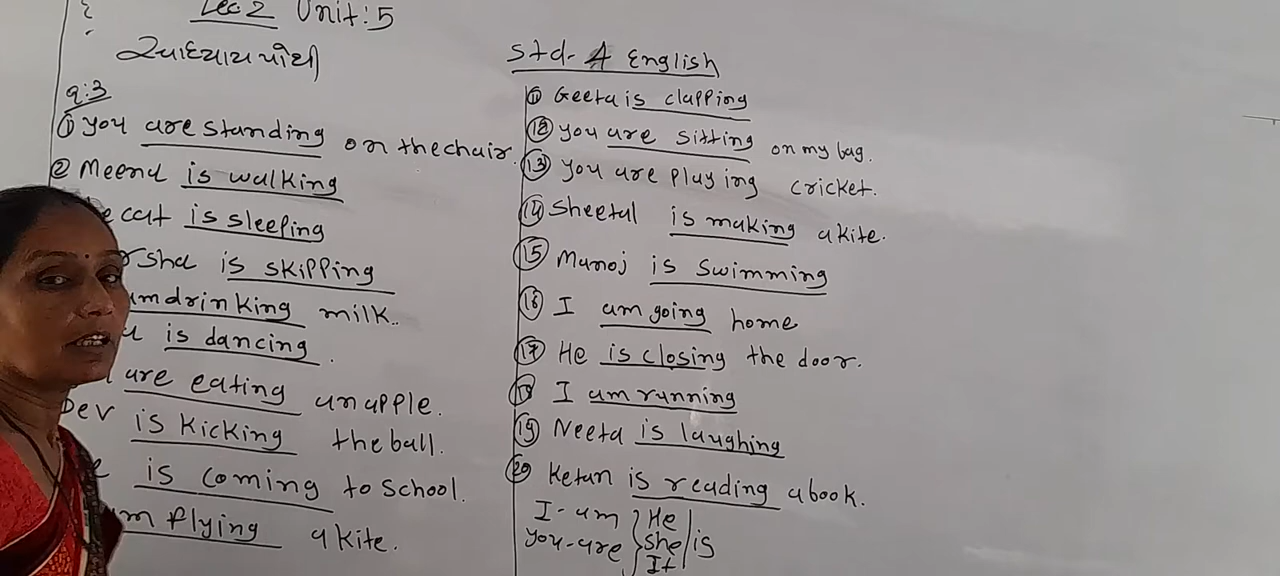 Lec 2 Unit:5
સ્વાધ્યાયપોથી
q:3
① You are standing on the chair.
② Meena is walking
cat is sleeping
is skipping
am drinking milk..
is dancing.
are eating an apple.
Dev is kicking the ball.
is coming to school.
am flying a kite.
Std-4 English
⑪ Geeta is clapping
⑫ You are sitting on my bag.
⑬ You are playing cricket.
⑭ Sheetal is making a kite.
⑮ Manoj is swimming
⑯ I am going home
⑰ He is closing the door.
⑱ I am running
⑲ Neeta is laughing
⑳ Ketan is reading a book.
I-am } He
You-are } She | is
It